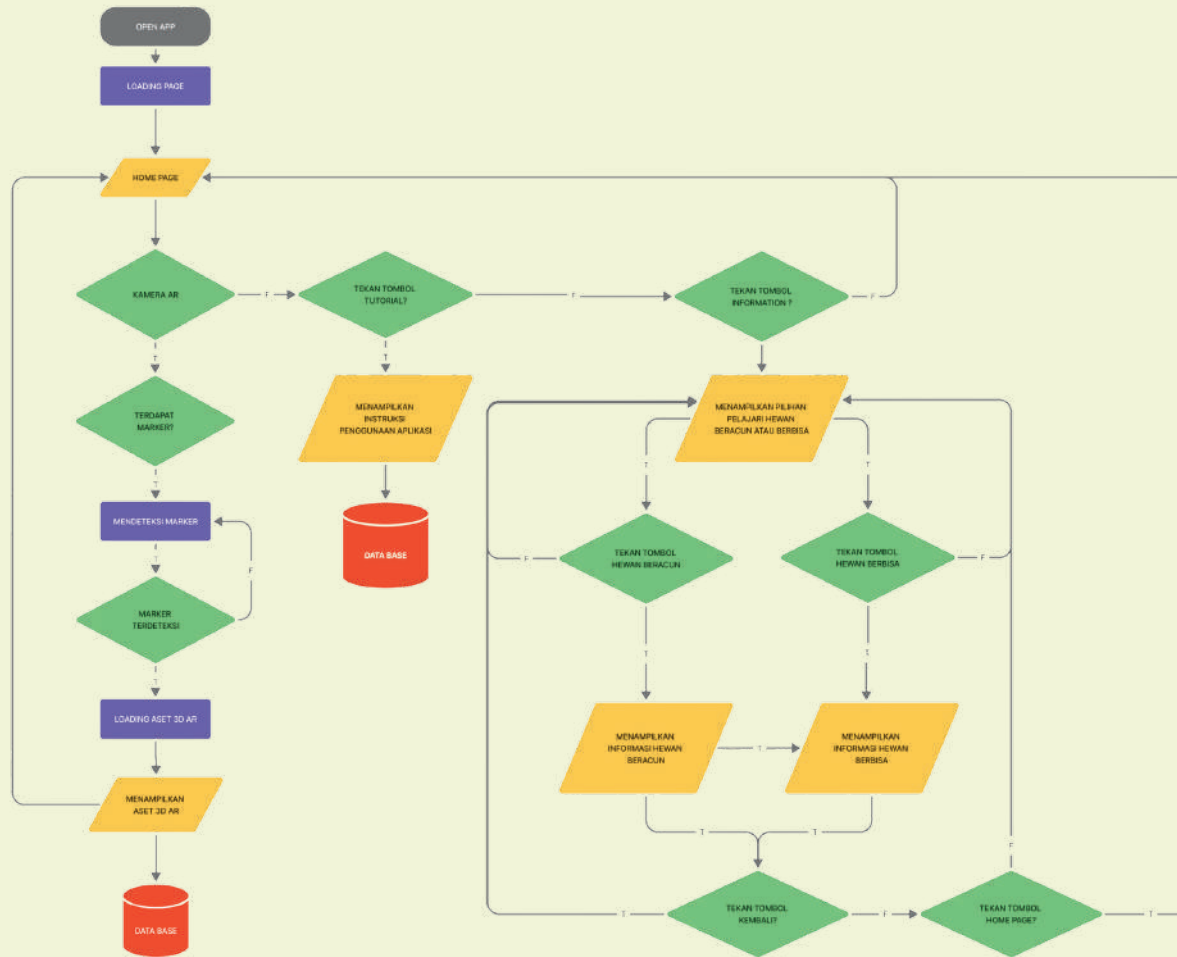 OPEN APP
LOADING PAGE
HOME PAGE
KAMERA AR
F
TEKAN TOMBOL
TUTORIAL?
F
TEKAN TOMBOL
INFORMATION ?
F
T
T
TERDAPAT
MARKER?
MENAMPILKAN
INSTRUKSI
PENGGUNAAN APLIKASI
MENAMPILKAN PILIHAN
PELAJARI HEWAN
BERACUN ATAU BERBISA
T
T
T
MENDETEKSI MARKER
DATA BASE
TEKAN TOMBOL
HEWAN BERACUN
F
TEKAN TOMBOL
HEWAN BERBISA
F
T
F
MARKER
TERDETEKSI
T
T
T
LOADING ASET 3D AR
MENAMPILKAN
INFORMASI HEWAN
BERACUN
T
MENAMPILKAN
INFORMASI HEWAN
BERBISA
MENAMPILKAN
ASET 3D AR
T
T
F
DATA BASE
T
TEKAN TOMBOL
KEMBALI?
F
TEKAN TOMBOL
HOME PAGE?
T